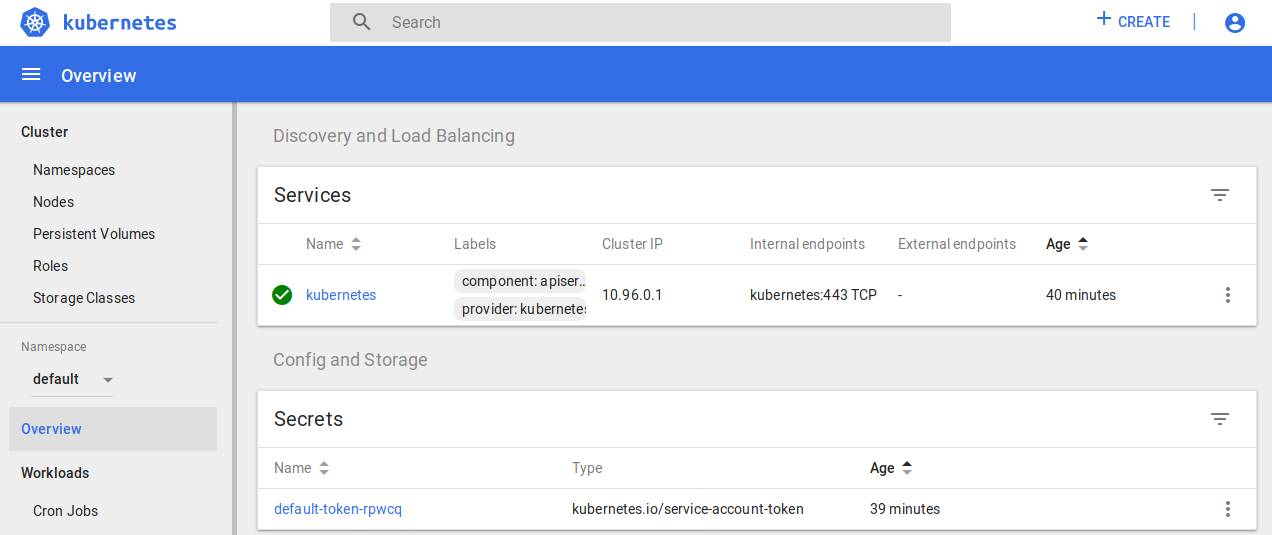 kubernetes
Search
CREATE
Overview
Cluster
Namespaces
Nodes
Persistent Volumes
Roles
Storage Classes
Namespace
default
Overview
Workloads
Cron Jobs
Discovery and Load Balancing
Services
Name Labels Cluster IP Internal endpoints External endpoints Age
kubernetes component: apiser... 10.96.0.1 kubernetes:443 TCP - 40 minutes
provider: kubernetes
Config and Storage
Secrets
Name Type Age
default-token-rpwcq kubernetes.io/service-account-token 39 minutes